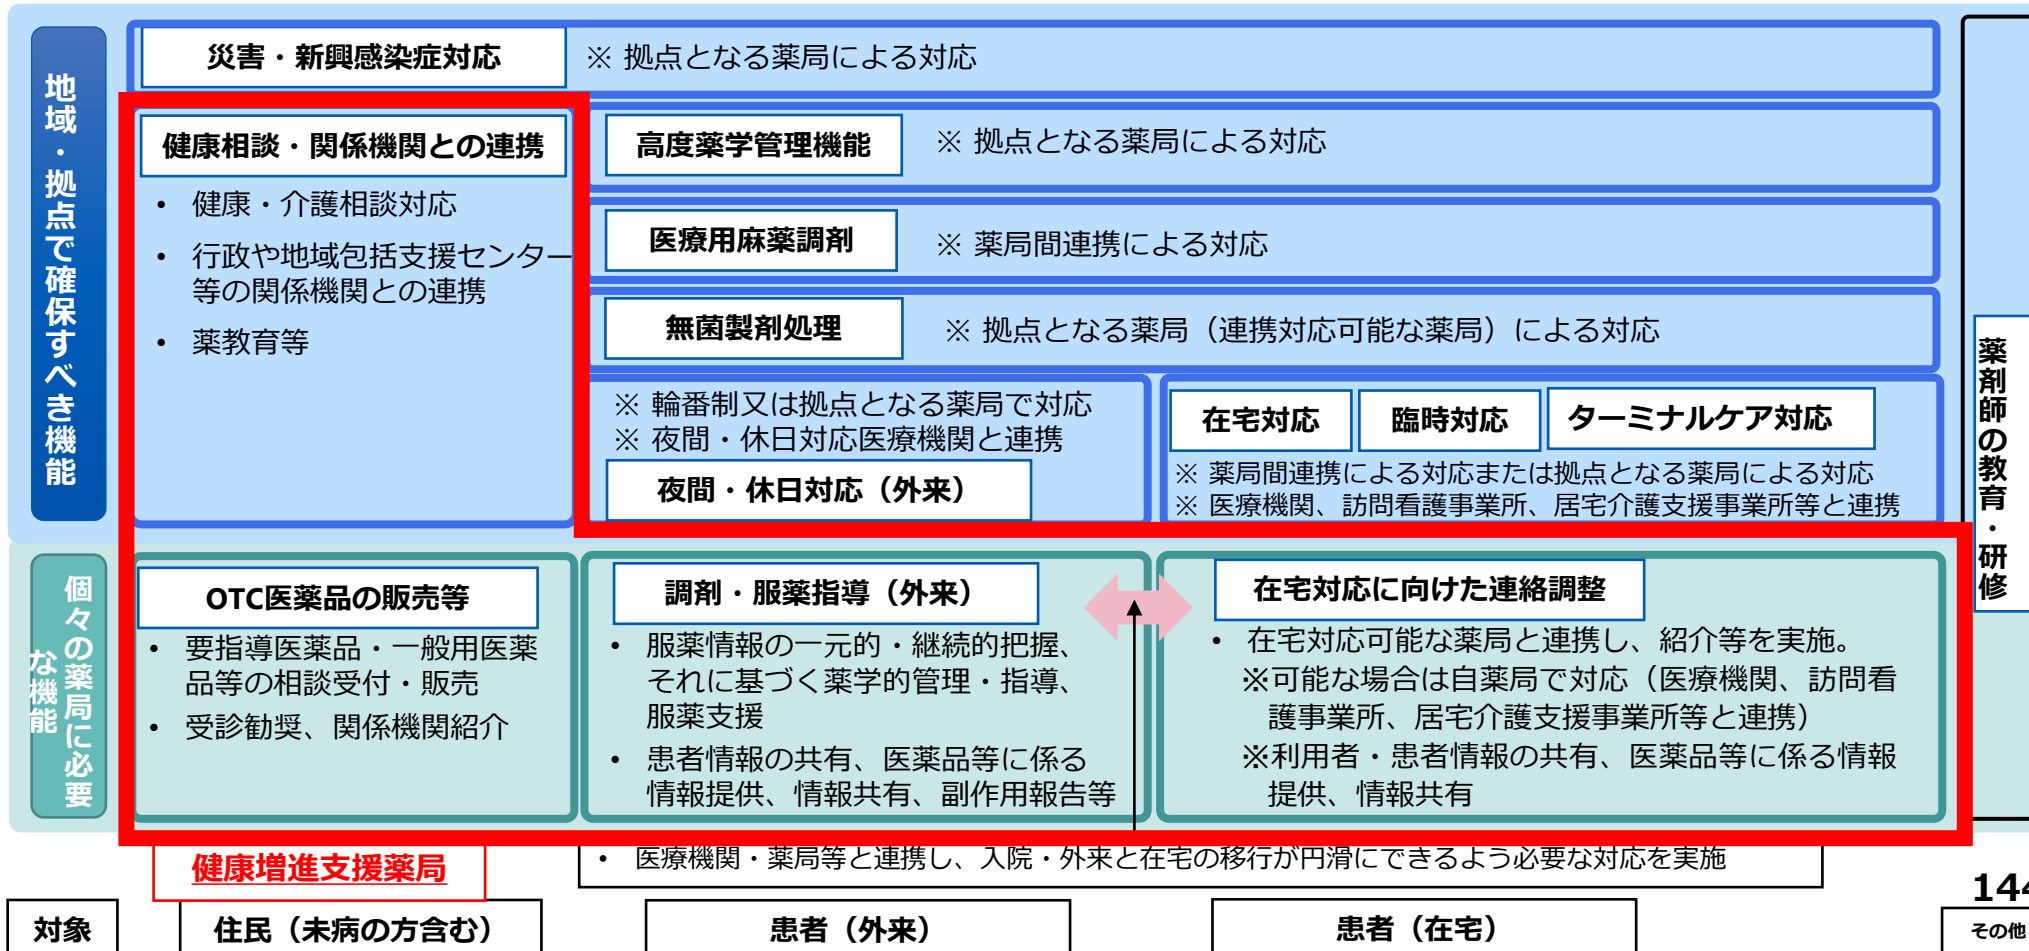 地域・拠点で確保すべき機能
災害・新興感染症対応
※ 拠点となる薬局による対応
健康相談・関係機関との連携
• 健康・介護相談対応
• 行政や地域包括支援センター
等の関係機関との連携
• 薬教育等
高度薬学管理機能
※ 拠点となる薬局による対応
医療用麻薬調剤
※ 薬局間連携による対応
無菌製剤処理
※ 拠点となる薬局（連携対応可能な薬局）による対応
※ 輪番制又は拠点となる薬局で対応
※ 夜間・休日対応医療機関と連携
夜間・休日対応（外来）
在宅対応
臨時対応
ターミナルケア対応
※ 薬局間連携による対応または拠点となる薬局による対応
※ 医療機関、訪問看護事業所、居宅介護支援事業所等と連携
薬剤師の教育・研修
個々の薬局に必要
な機能
OTC医薬品の販売等
• 要指導医薬品・一般用医薬
品等の相談受付・販売
• 受診勧奨、関係機関紹介
調剤・服薬指導（外来）
• 服薬情報の一元的・継続的把握、
それに基づく薬学的管理・指導、
服薬支援
• 患者情報の共有、医薬品等に係る
情報提供、情報共有、副作用報告等
在宅対応に向けた連絡調整
• 在宅対応可能な薬局と連携し、紹介等を実施。
※可能な場合は自薬局で対応（医療機関、訪問看
護事業所、居宅介護支援事業所等と連携）
※利用者・患者情報の共有、医薬品等に係る情報
提供、情報共有
健康増進支援薬局
• 医療機関・薬局等と連携し、入院・外来と在宅の移行が円滑にできるよう必要な対応を実施
144
対象
住民（未病の方含む）
患者（外来）
患者（在宅）
その他